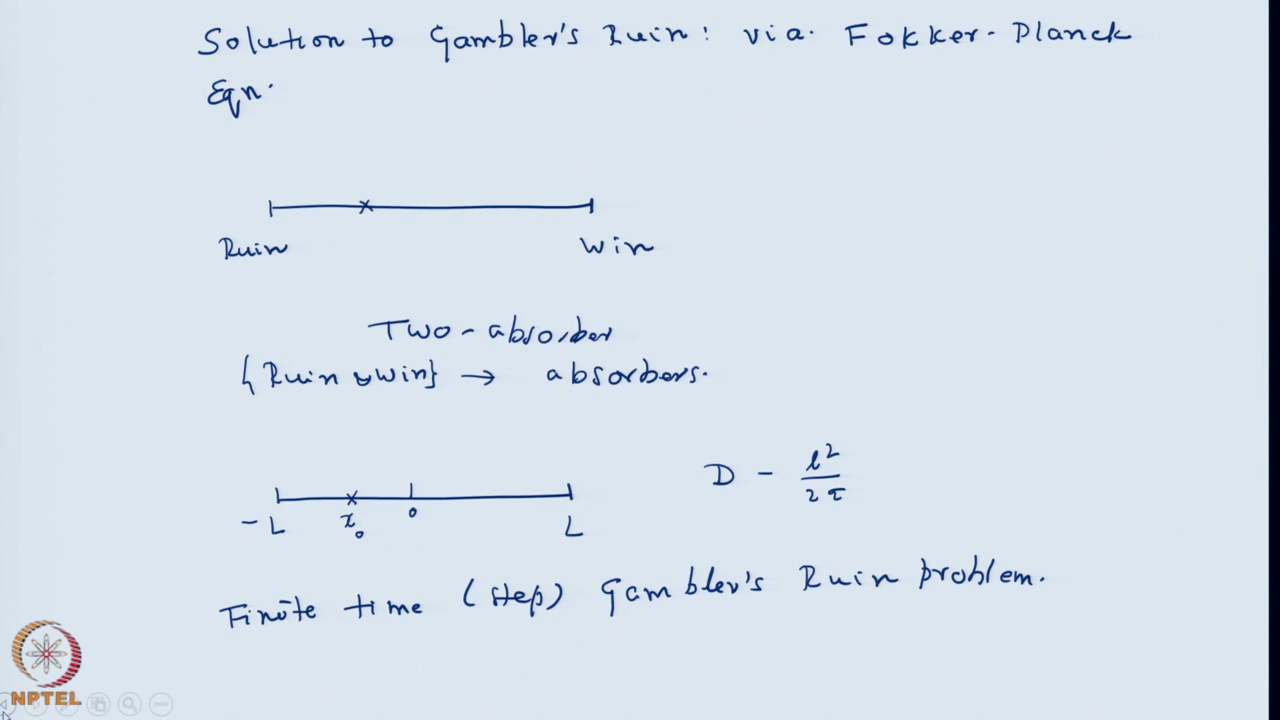 Solution to Gambler's Ruin: via. Fokker-Planck
Eqn.
Ruin Win
Two-absorber
{Ruin & Win} → absorbers.
D - l²/2τ
-L x₀ 0 L
Finite time (step) Gambler's Ruin problem.
NPTEL